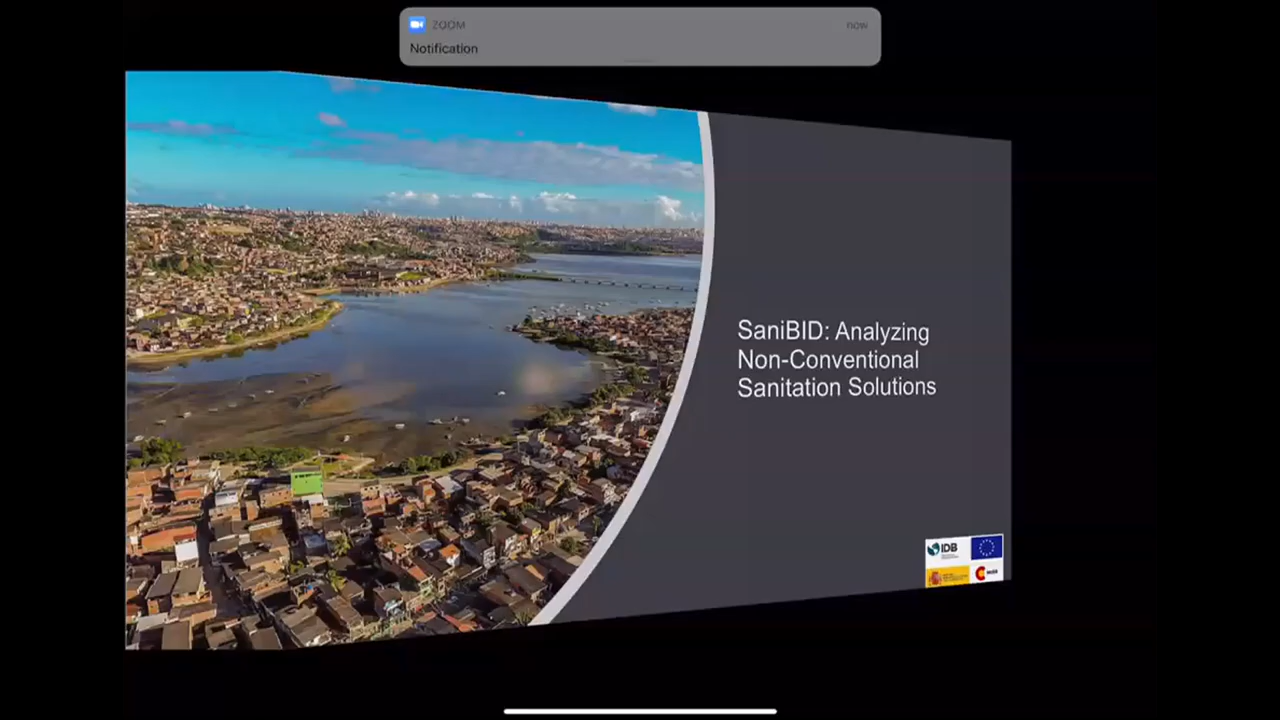 ZOOM
now
Notification
SaniBID: Analyzing
Non-Conventional
Sanitation Solutions
IDB